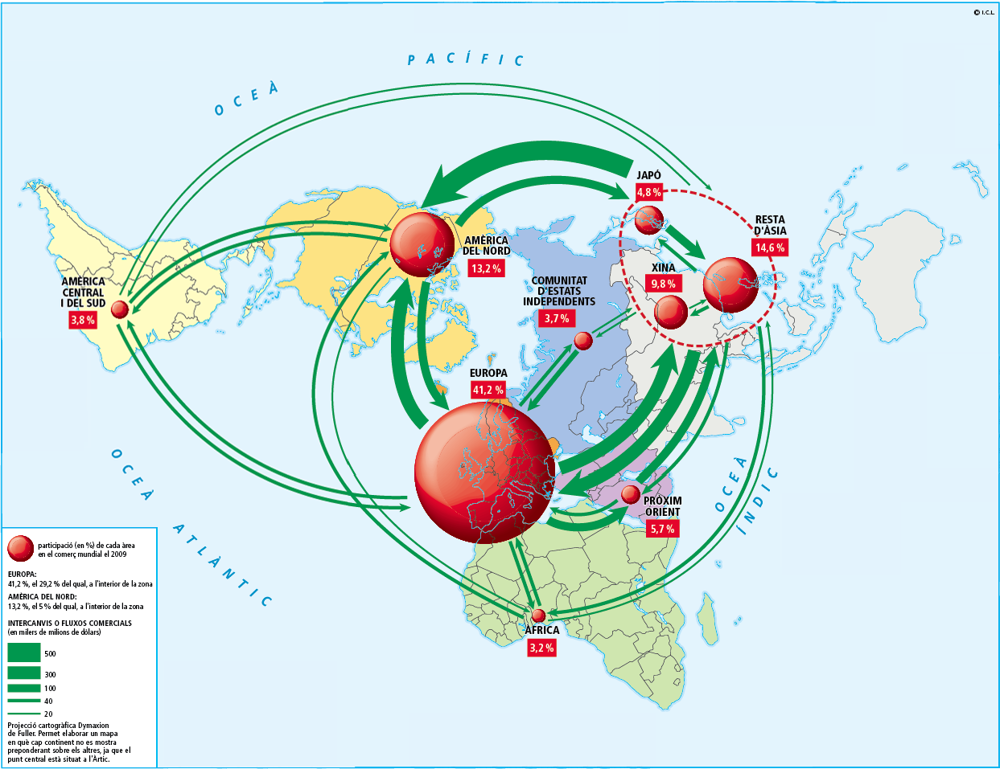 © I.C.L.
OCEÀ
PACÍFIC
JAPÓ
4,8 %
RESTA
D'ÀSIA
14,6 %
AMÈRICA
DEL NORD
13,2 %
XINA
9,8 %
COMUNITAT
D'ESTATS
INDEPENDENTS
3,7 %
AMÈRICA
CENTRAL
I DEL SUD
3,8 %
EUROPA
41,2 %
OCEÀ
ATLÀNTIC
OCEÀ
ÍNDIC
PRÒXIM
ORIENT
5,7 %
ÀFRICA
3,2 %
participació (en %) de cada àrea
en el comerç mundial el 2009
EUROPA:
41,2 %, el 29,2 % del qual, a l'interior de la zona
AMÈRICA DEL NORD:
13,2 %, el 5 % del qual, a l'interior de la zona
INTERCANVIS O FLUXOS COMERCIALS
(en milers de milions de dòlars)
500
300
100
40
20
Projecció cartogràfica Dymaxion
de Fuller. Permet elaborar un mapa
en què cap continent no es mostra
preponderant sobre els altres, ja que el
punt central està situat a l'Àrtic.